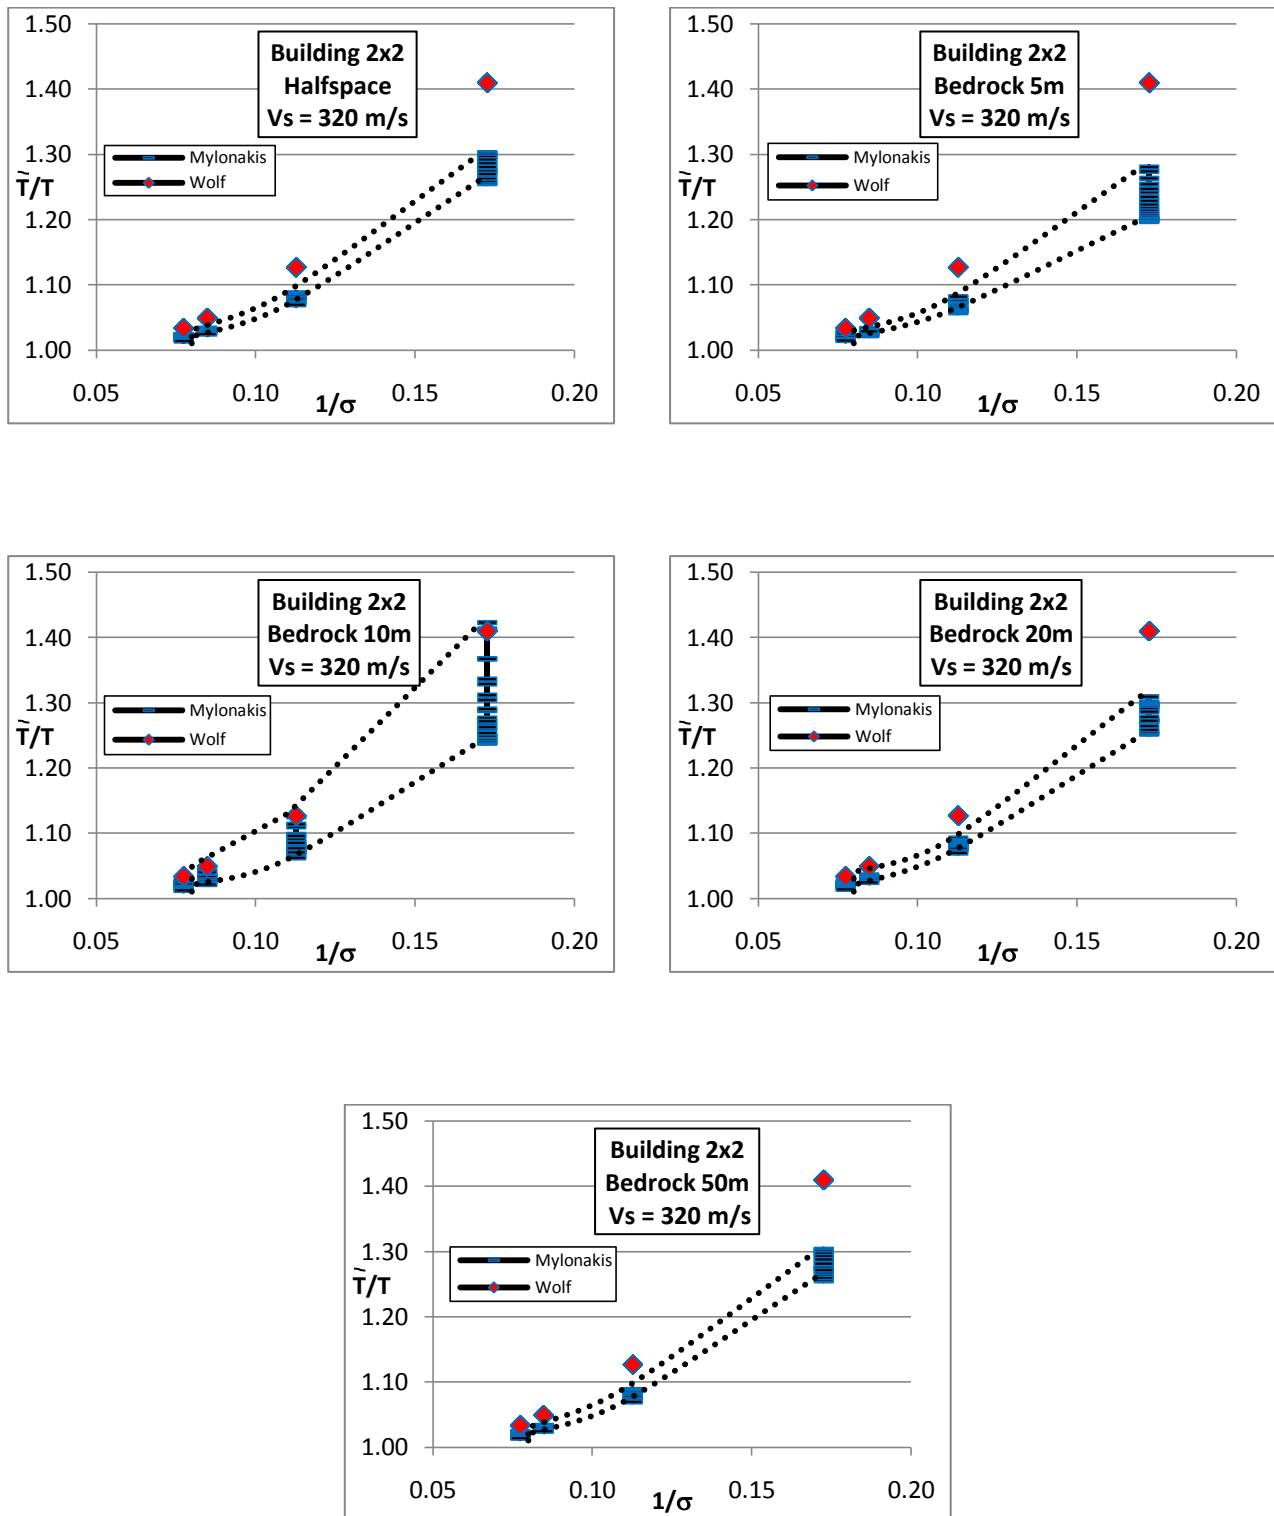 1.50
1.40
1.30
1.20
1.10
1.00
T̃/T
Building 2x2
Halfspace
Vs = 320 m/s
Mylonakis
Wolf
0.05 0.10 0.15 0.20
1/σ
1.50
1.40
1.30
1.20
1.10
1.00
T̃/T
Building 2x2
Bedrock 5m
Vs = 320 m/s
Mylonakis
Wolf
0.05 0.10 0.15 0.20
1/σ
1.50
1.40
1.30
1.20
1.10
1.00
T̃/T
Building 2x2
Bedrock 10m
Vs = 320 m/s
Mylonakis
Wolf
0.05 0.10 0.15 0.20
1/σ
1.50
1.40
1.30
1.20
1.10
1.00
T̃/T
Building 2x2
Bedrock 20m
Vs = 320 m/s
Mylonakis
Wolf
0.05 0.10 0.15 0.20
1/σ
1.50
1.40
1.30
1.20
1.10
1.00
T̃/T
Building 2x2
Bedrock 50m
Vs = 320 m/s
Mylonakis
Wolf
0.05 0.10 0.15 0.20
1/σ